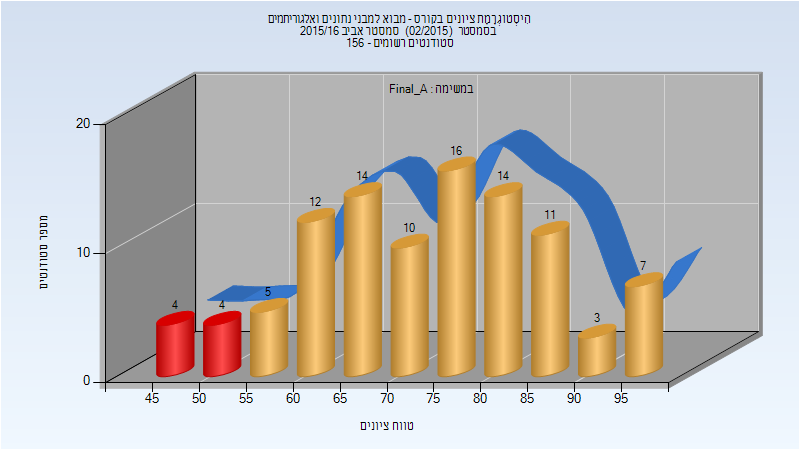 הִיסְטוֹגְרָמַת ציונים בקורס - מבוא למבני נתונים ואלגוריתמים
בסמסטר (02/2015) סמסטר אביב 2015/16
סטודנטים רשומים - 156
במשימה : Final_A
מספר סטודנטים
20
10
0
4
4
5
12
14
10
16
14
11
3
7
45 50 55 60 65 70 75 80 85 90 95
טווח ציונים